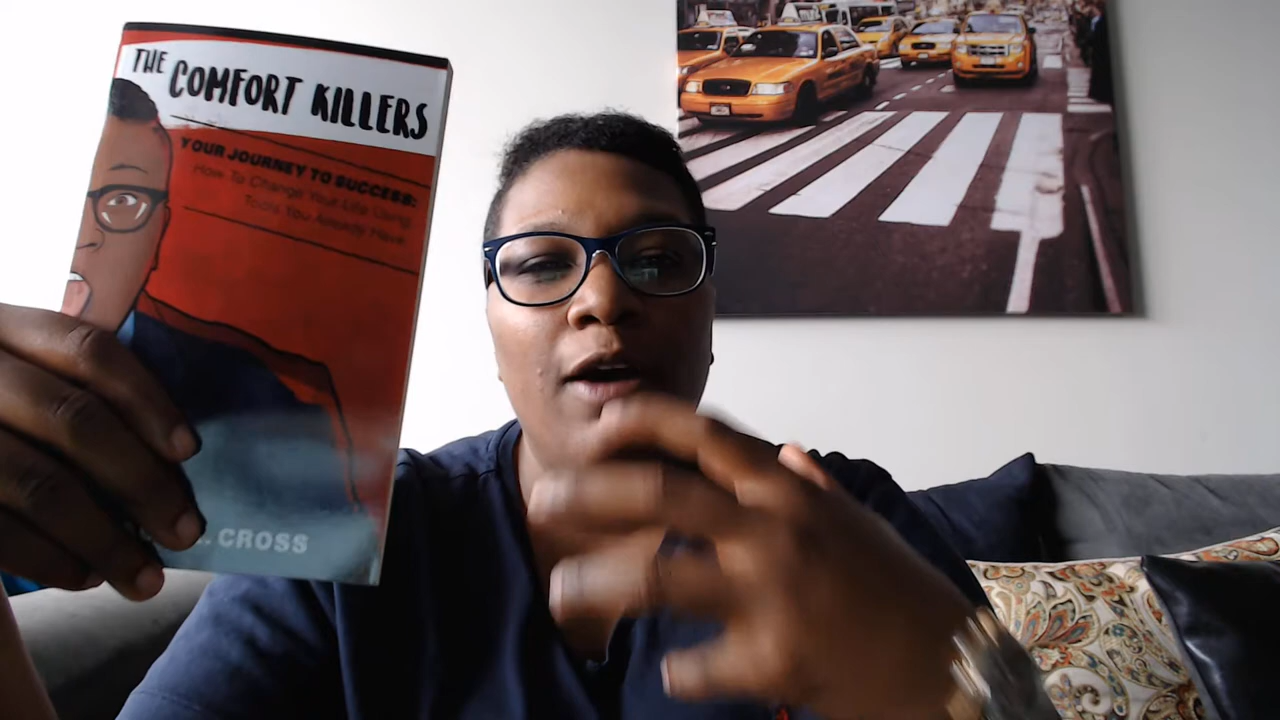 THE COMFORT KILLERS
YOUR JOURNEY TO SUCCESS:
How To Change Your Life Using
Tools You Already Have
. CROSS